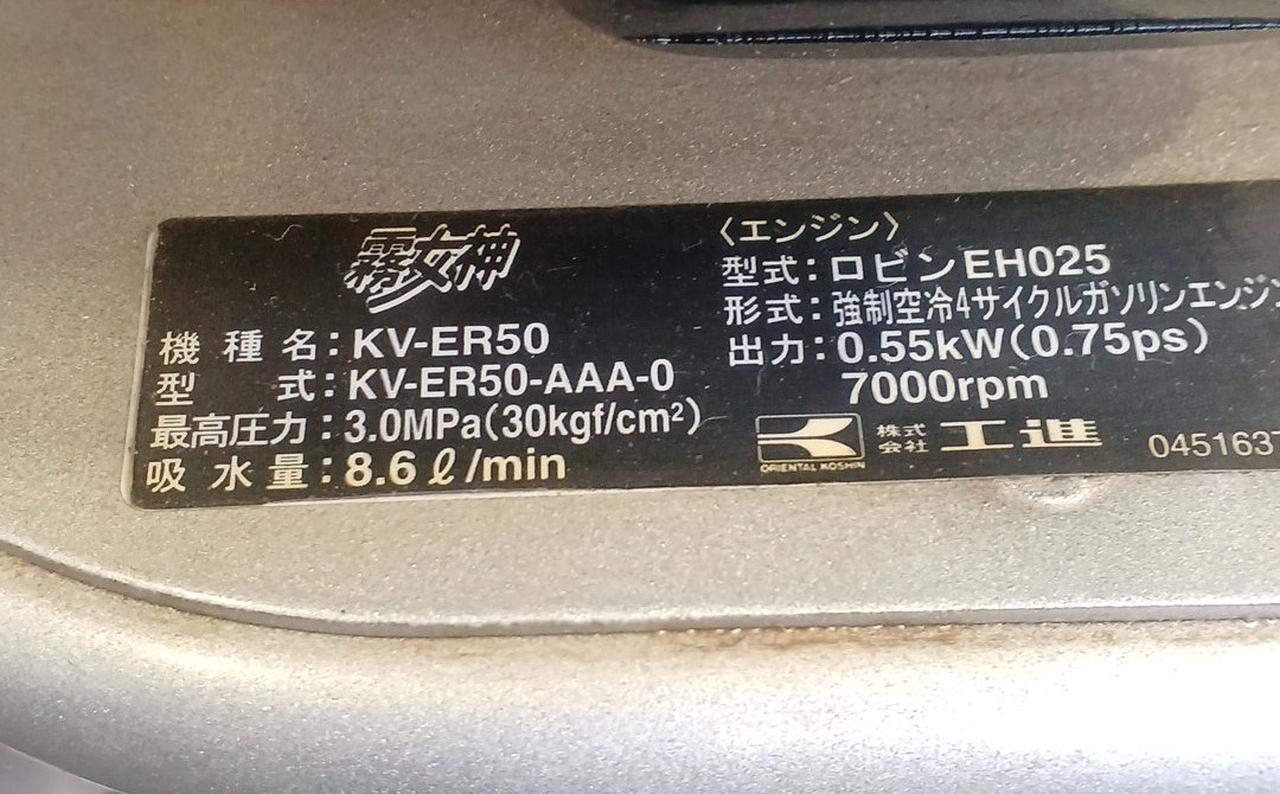 霧女神
機種名：KV-ER50
型式：KV-ER50-AAA-0
最高圧力：3.0MPa(30kgf/cm²)
吸水量：8.6ℓ/min
〈エンジン〉
型式：ロビンEH025
形式：強制空冷4サイクルガソリンエンジン
出力：0.55kW(0.75ps)
7000rpm
ORIENTAL KOSHIN
株式会社 工進
0451637